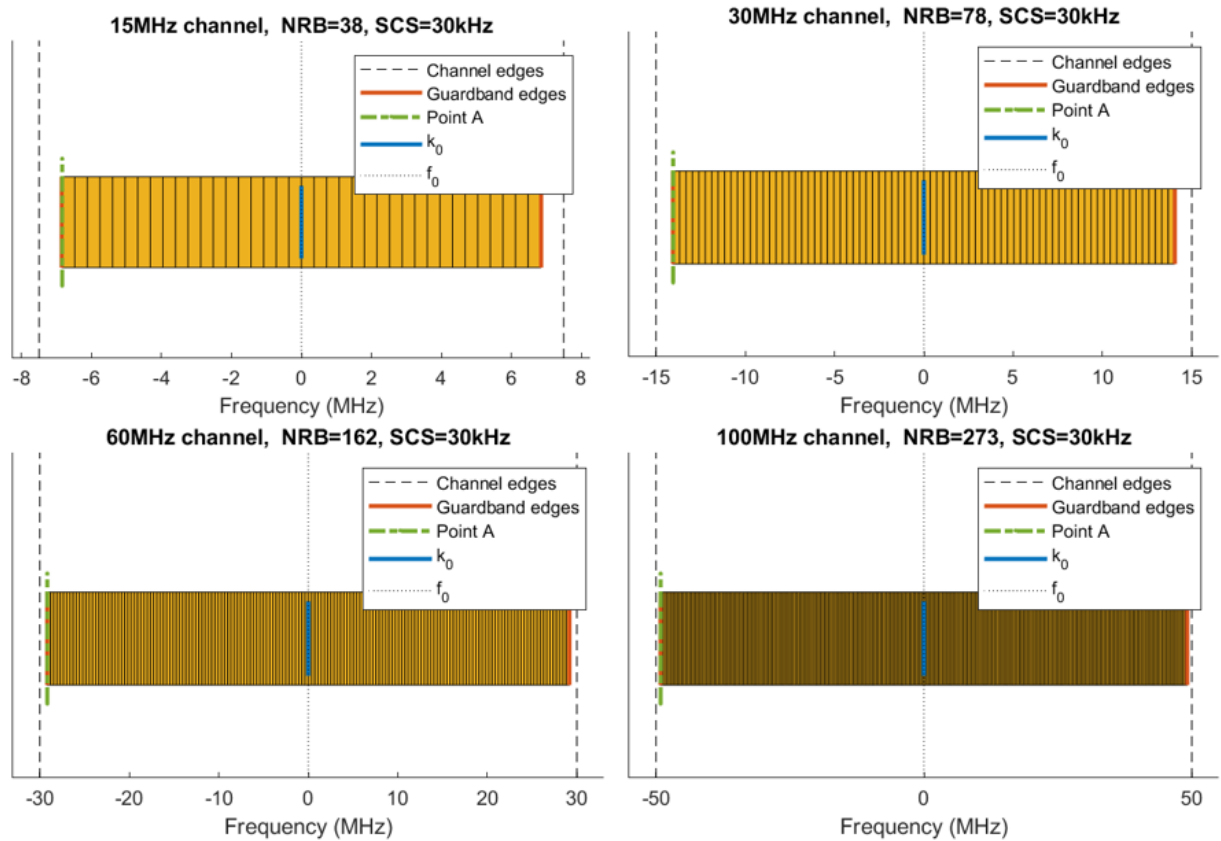 15MHz channel, NRB=38, SCS=30kHz
Channel edges
Guardband edges
Point A
k0
f0
-8 -6 -4 -2 0 2 4 6 8
Frequency (MHz)
30MHz channel, NRB=78, SCS=30kHz
Channel edges
Guardband edges
Point A
k0
f0
-15 -10 -5 0 5 10 15
Frequency (MHz)
60MHz channel, NRB=162, SCS=30kHz
Channel edges
Guardband edges
Point A
k0
f0
-30 -20 -10 0 10 20 30
Frequency (MHz)
100MHz channel, NRB=273, SCS=30kHz
Channel edges
Guardband edges
Point A
k0
f0
-50 0 50
Frequency (MHz)